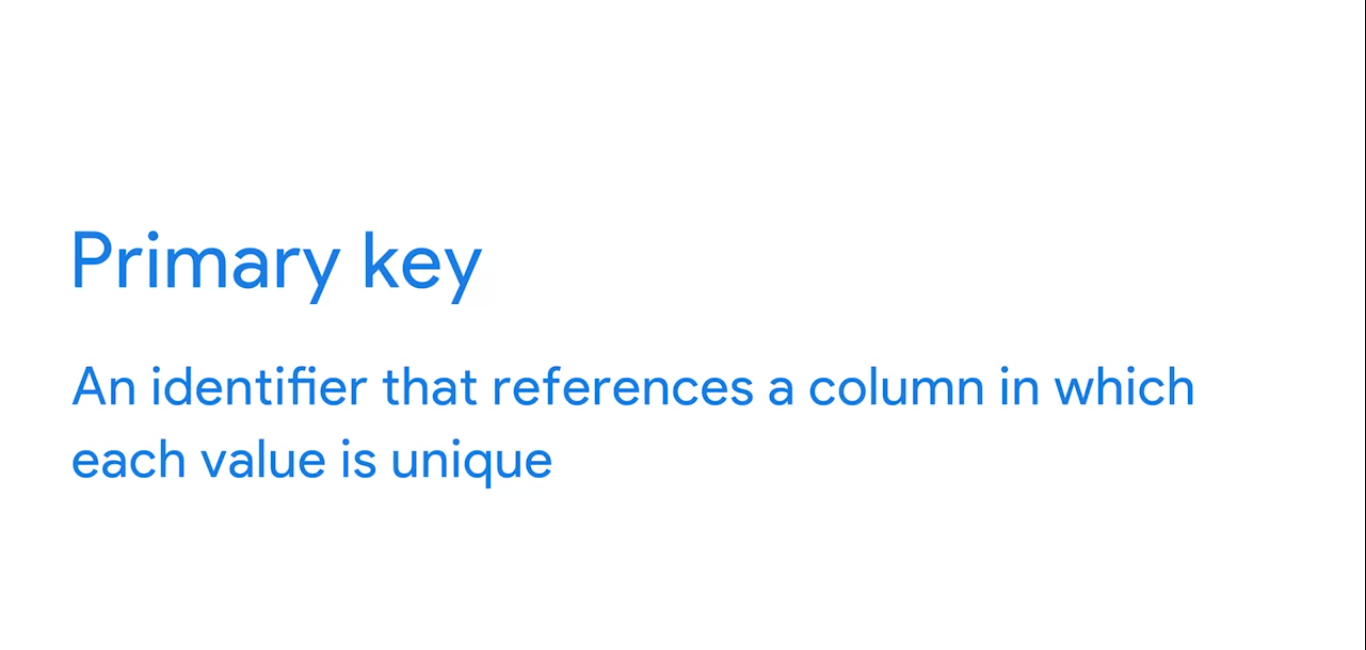 Primary key
An identifier that references a column in which
each value is unique